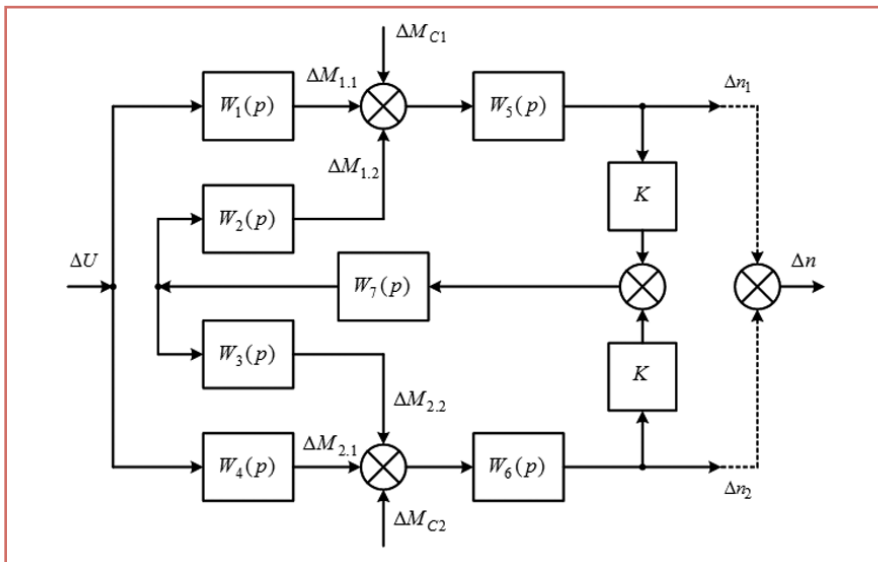 ΔM_C1
ΔM_1.1
W_1(p)
W_5(p)
Δn_1
ΔM_1.2
K
W_2(p)
ΔU
W_7(p)
Δn
W_3(p)
K
ΔM_2.2
ΔM_2.1
W_4(p)
W_6(p)
Δn_2
ΔM_C2